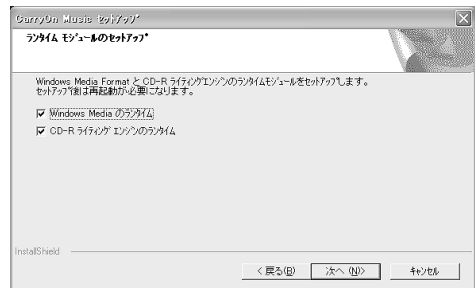 CarryOn Music ｾｯﾄｱｯﾌﾟ
ﾗﾝﾀｲﾑ ﾓｼﾞｭｰﾙのｾｯﾄｱｯﾌﾟ
Windows Media Format と CD-R ﾗｲﾃｨﾝｸﾞｴﾝｼﾞﾝのﾗﾝﾀｲﾑﾓｼﾞｭｰﾙをｾｯﾄｱｯﾌﾟします。
ｾｯﾄｱｯﾌﾟ後は再起動が必要になります。
Windows Media のﾗﾝﾀｲﾑ
CD-R ﾗｲﾃｨﾝｸﾞ ｴﾝｼﾞﾝのﾗﾝﾀｲﾑ
InstallShield
< 戻る(B)
次へ (N)>
ｷｬﾝｾﾙ